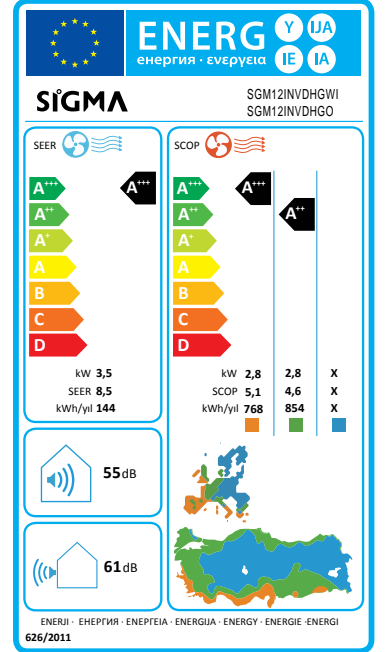 ENERG Y IJA
енергия · ενεργεια IE IA
SIGMA
SGM12INVDHGWI
SGM12INVDHGO
SEER
A+++
A++
A+
A
B
C
D
A+++
kW 3,5
SEER 8,5
kWh/yıl 144
SCOP
A+++
A++
A+
A
B
C
D
A+++
A++
kW 2,8 2,8 X
SCOP 5,1 4,6 X
kWh/yıl 768 854 X
55dB
61dB
ENERJI · ЕНЕРГИЯ · ΕΝΕΡΓΕΙΑ · ENERGIJA · ENERGY · ENERGIE · ENERGI
626/2011